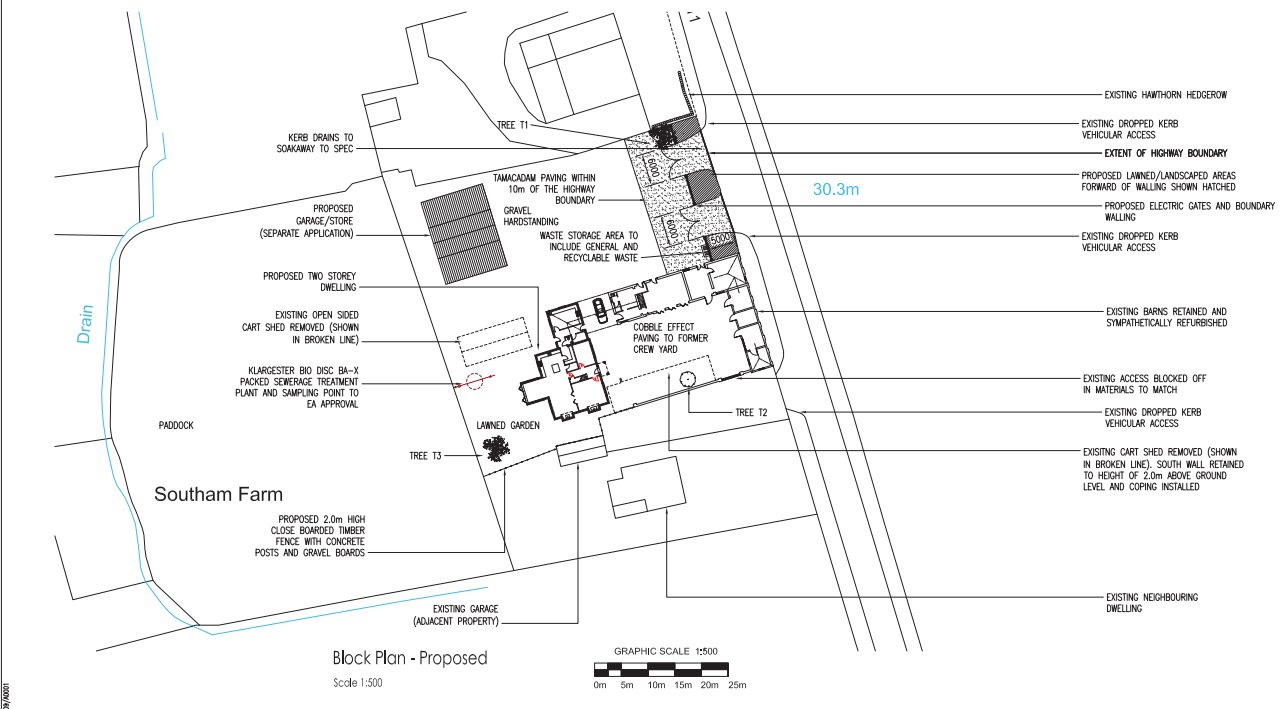 TREE T1
KERB DRAINS TO
SOAKAWAY TO SPEC
TAMACADAM PAVING WITHIN
10m OF THE HIGHWAY
BOUNDARY
GRAVEL
HARDSTANDING
PROPOSED
GARAGE/STORE
(SEPARATE APPLICATION)
WASTE STORAGE AREA TO
INCLUDE GENERAL AND
RECYCLABLE WASTE
PROPOSED TWO STOREY
DWELLING
EXISTING OPEN SIDED
CART SHED REMOVED (SHOWN
IN BROKEN LINE)
KLARGESTER BIO DISC BA-X
PACKED SEWERAGE TREATMENT
PLANT AND SAMPLING POINT TO
EA APPROVAL
Drain
PADDOCK
LAWNED GARDEN
TREE T3
Southam Farm
PROPOSED 2.0m HIGH
CLOSE BOARDED TIMBER
FENCE WITH CONCRETE
POSTS AND GRAVEL BOARDS
EXISTING GARAGE
(ADJACENT PROPERTY)
COBBLE EFFECT
PAVING TO FORMER
CREW YARD
TREE T2
6000
6000
5000
30.3m
EXISTING HAWTHORN HEDGEROW
EXISTING DROPPED KERB
VEHICULAR ACCESS
EXTENT OF HIGHWAY BOUNDARY
PROPOSED LAWNED/LANDSCAPED AREAS
FORWARD OF WALLING SHOWN HATCHED
PROPOSED ELECTRIC GATES AND BOUNDARY
WALLING
EXISTING DROPPED KERB
VEHICULAR ACCESS
EXISTING BARNS RETAINED AND
SYMPATHETICALLY REFURBISHED
EXISTING ACCESS BLOCKED OFF
IN MATERIALS TO MATCH
EXISTING DROPPED KERB
VEHICULAR ACCESS
EXISITNG CART SHED REMOVED (SHOWN
IN BROKEN LINE). SOUTH WALL RETAINED
TO HEIGHT OF 2.0m ABOVE GROUND
LEVEL AND COPING INSTALLED
EXISTING NEIGHBOURING
DWELLING
Block Plan - Proposed
Scale 1:500
GRAPHIC SCALE 1:500
0m 5m 10m 15m 20m 25m